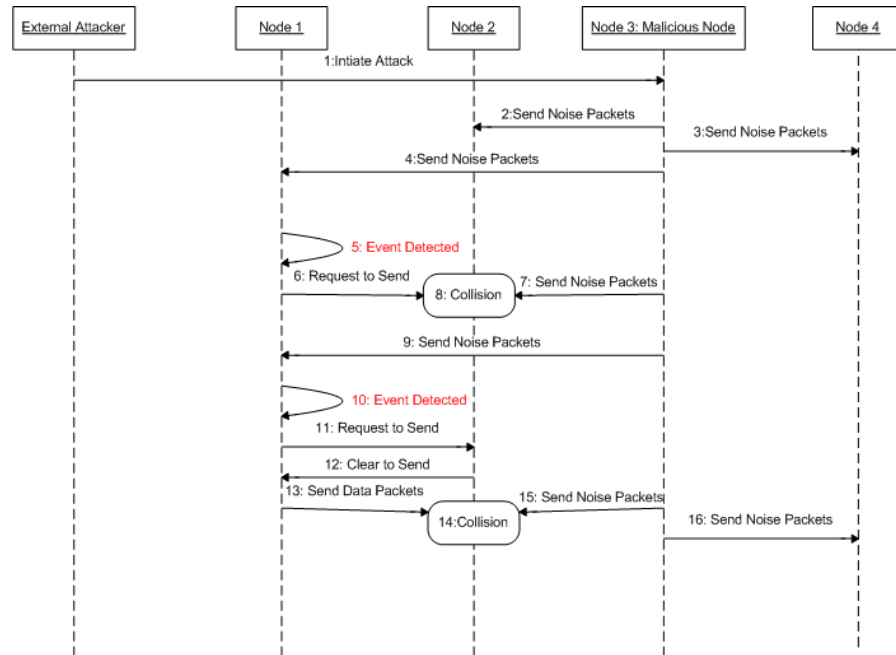 External Attacker
Node 1
Node 2
Node 3: Malicious Node
Node 4
1:Intiate Attack
2:Send Noise Packets
3:Send Noise Packets
4:Send Noise Packets
5: Event Detected
6: Request to Send
7: Send Noise Packets
8: Collision
9: Send Noise Packets
10: Event Detected
11: Request to Send
12: Clear to Send
13: Send Data Packets
15: Send Noise Packets
14:Collision
16: Send Noise Packets